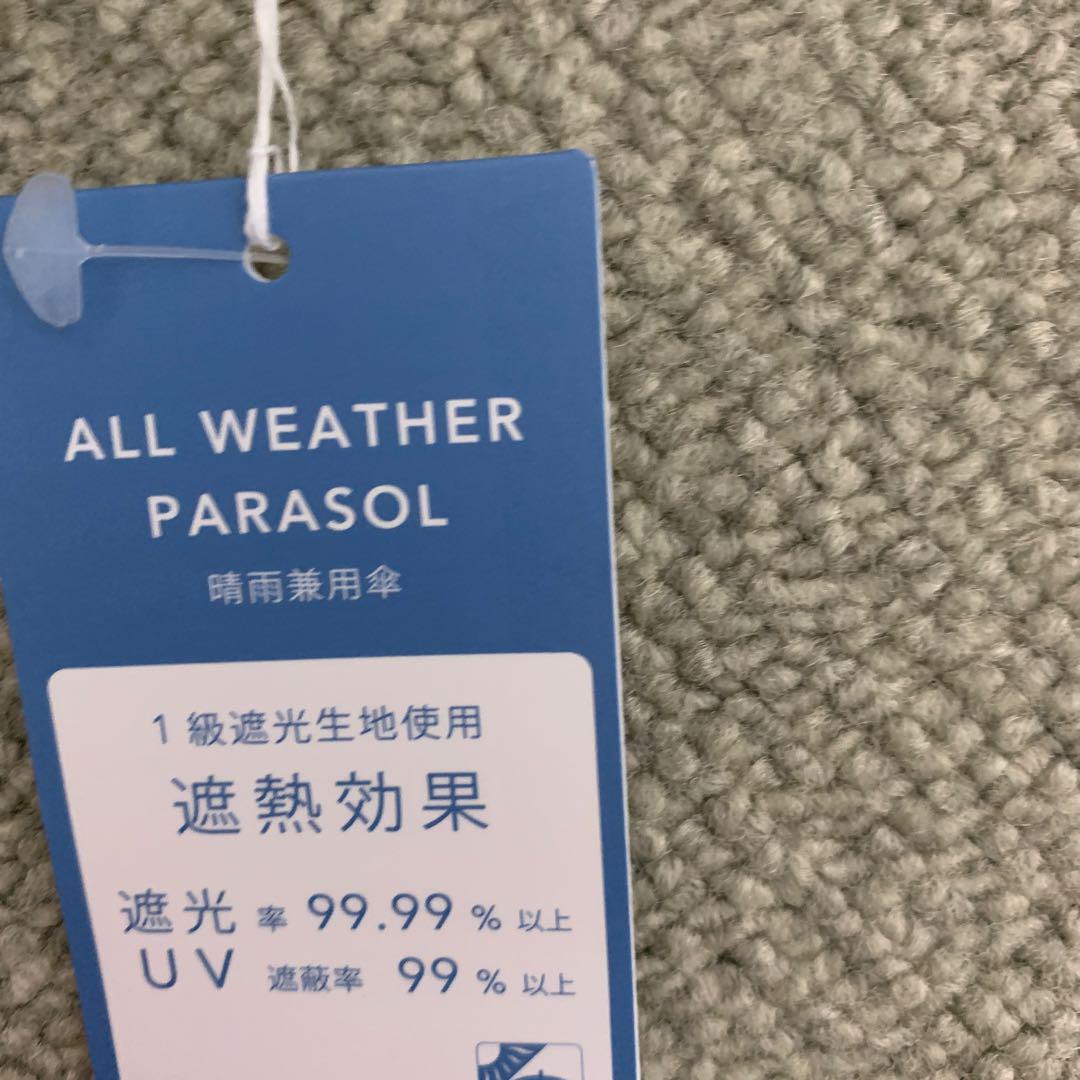 ALL WEATHER
PARASOL
晴雨兼用傘
1級遮光生地使用
遮熱効果
遮光率 99.99 % 以上
UV 遮蔽率 99 % 以上